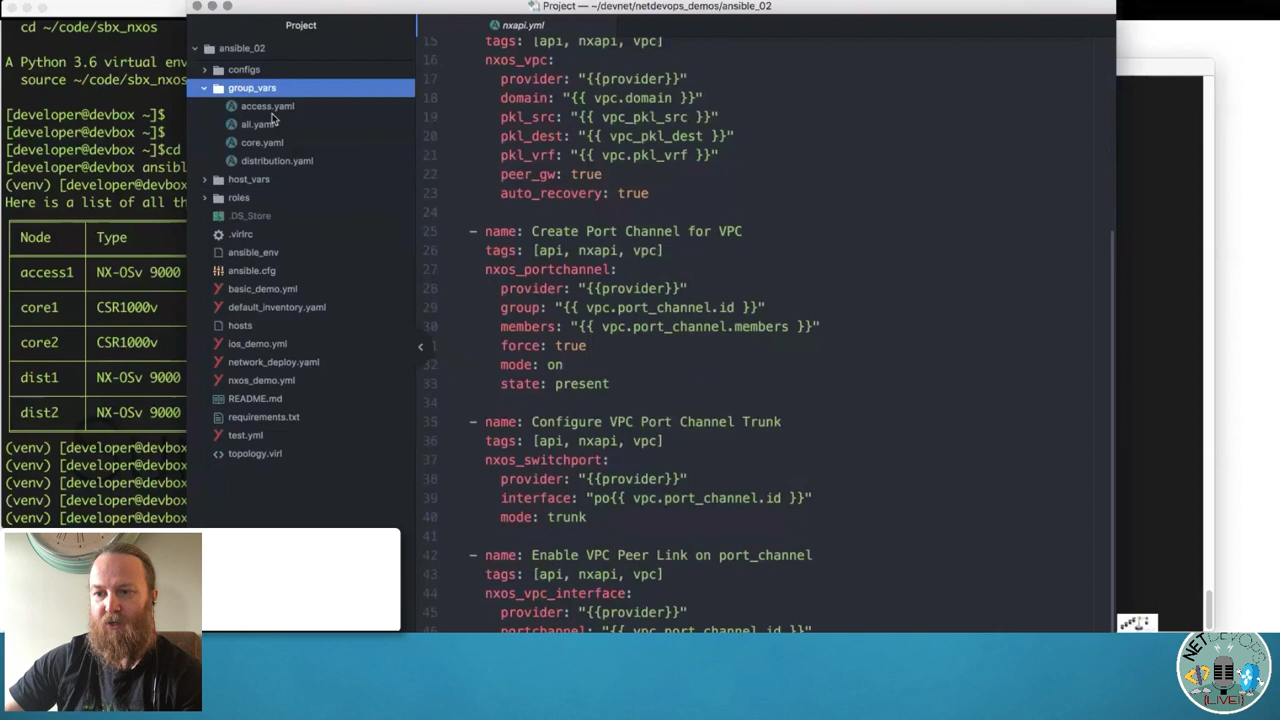 cd ~/code/sbx_nxos
A Python 3.6 virtual env
source ~/code/sbx_nxos
[developer@devbox ~]$
[developer@devbox ~]$
[developer@devbox ~]$cd
[developer@devbox ansibl
(venv) [developer@devbox
Here is a list of all th
Node Type
access1 NX-OSv 9000
core1 CSR1000v
core2 CSR1000v
dist1 NX-OSv 9000
dist2 NX-OSv 9000
(venv) [developer@devbox
(venv) [developer@devbox
(venv) [developer@devbox
(venv) [developer@devbox
(venv) [developer@devbox
Project — ~/devnet/netdevops_demos/ansible_02
Project
ansible_02
configs
group_vars
access.yaml
all.yaml
core.yaml
distribution.yaml
host_vars
roles
.DS_Store
.virlrc
ansible_env
ansible.cfg
basic_demo.yml
default_inventory.yaml
hosts
ios_demo.yml
network_deploy.yaml
nxos_demo.yml
README.md
requirements.txt
test.yml
topology.virl
nxapi.yml
15 tags: [api, nxapi, vpc]
16 nxos_vpc:
17 provider: "{{provider}}"
18 domain: "{{ vpc.domain }}"
19 pkl_src: "{{ vpc_pkl_src }}"
20 pkl_dest: "{{ vpc_pkl_dest }}"
21 pkl_vrf: "{{ vpc.pkl_vrf }}"
22 peer_gw: true
23 auto_recovery: true
24
25 - name: Create Port Channel for VPC
26 tags: [api, nxapi, vpc]
27 nxos_portchannel:
28 provider: "{{provider}}"
29 group: "{{ vpc.port_channel.id }}"
30 members: "{{ vpc.port_channel.members }}"
31 force: true
32 mode: on
33 state: present
34
35 - name: Configure VPC Port Channel Trunk
36 tags: [api, nxapi, vpc]
37 nxos_switchport:
38 provider: "{{provider}}"
39 interface: "po{{ vpc.port_channel.id }}"
40 mode: trunk
41
42 - name: Enable VPC Peer Link on port_channel
43 tags: [api, nxapi, vpc]
44 nxos_vpc_interface:
45 provider: "{{provider}}"
46 portchannel: "{{ vpc.port_channel.id }}"
NETDEVOPS
{LIVE!}